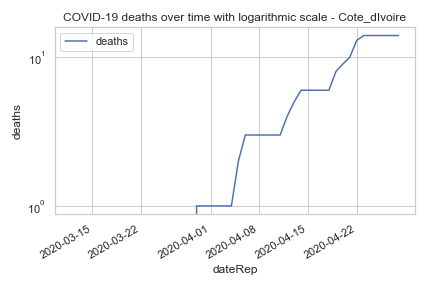 COVID-19 deaths over time with logarithmic scale - Cote_dIvoire
deaths
10¹
10⁰
deaths
2020-03-15
2020-03-22
2020-04-01
2020-04-08
2020-04-15
2020-04-22
dateRep